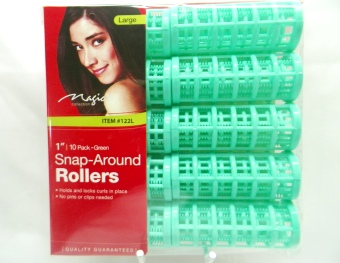 Large
Magic
COLLECTION
ITEM #122L
1" | 10 Pack - Green
Snap-Around
Rollers
• Holds and locks curls in place
• No pins or clips needed
QUALITY GUARANTEED